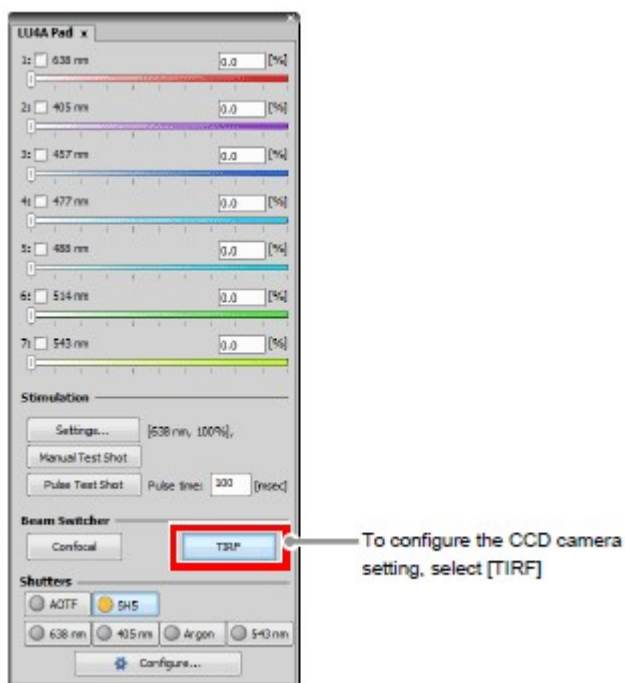 LU4A Pad x
1: 638 nm 0.0 [%]
2: 405 nm 0.0 [%]
3: 457 nm 0.0 [%]
4: 477 nm 0.0 [%]
5: 488 nm 0.0 [%]
6: 514 nm 0.0 [%]
7: 543 nm 0.0 [%]
Stimulation
Settings... [638 nm, 100%],
Manual Test Shot
Pulse Test Shot Pulse time: 100 [msec]
Beam Switcher
Confocal TIRF
To configure the CCD camera
setting, select [TIRF]
Shutters
AOTF SH5
638 nm 405 nm Argon 543 nm
Configure...